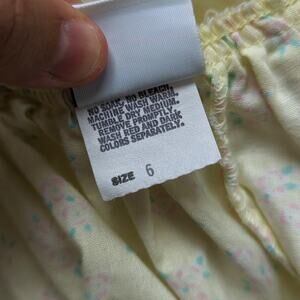 NO SOAK, NO BLEACH,
MACHINE WASH WARM.
TUMBLE DRY MEDIUM.
REMOVE PROMPTLY.
WASH RED AND DARK
COLORS SEPARATELY.
SIZE 6